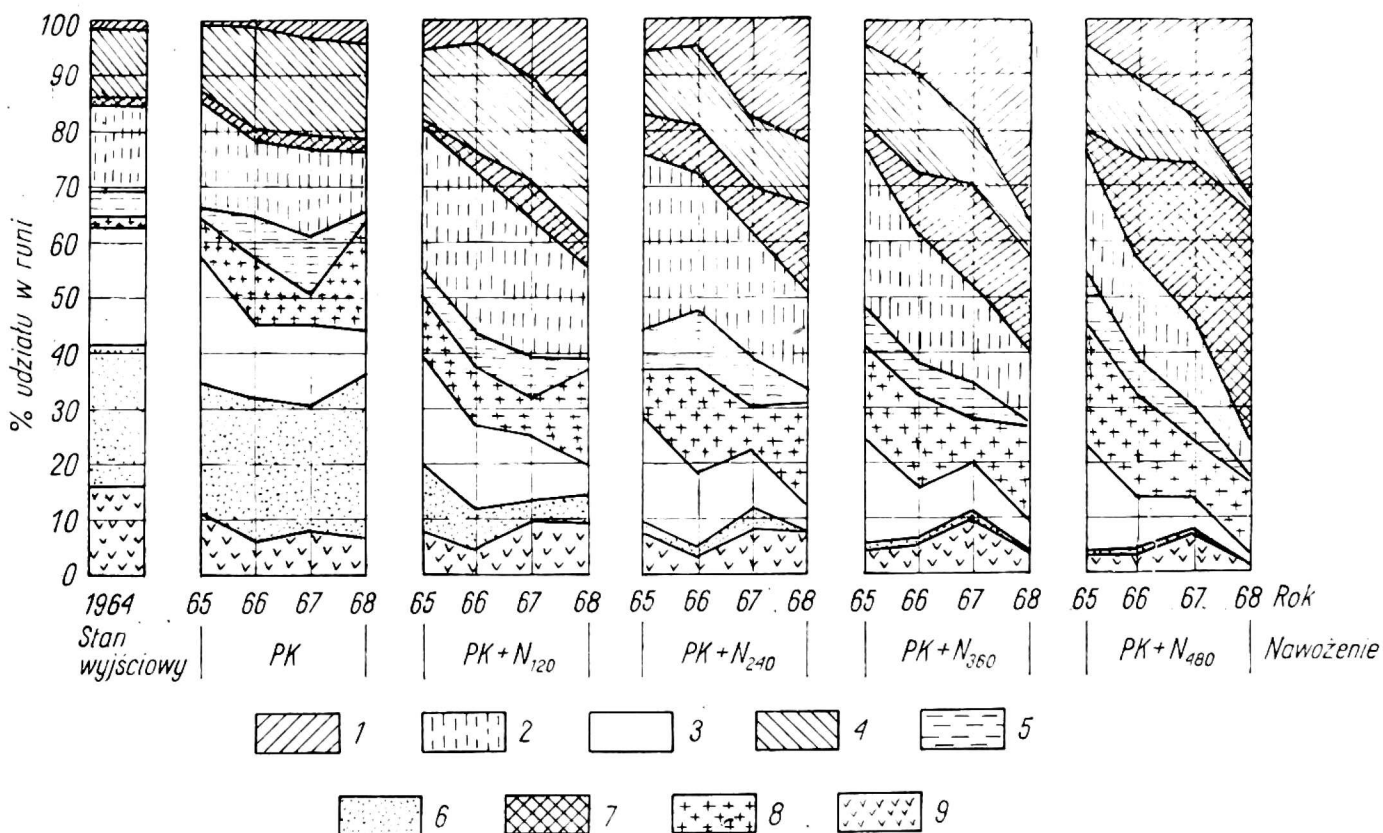 % udziału w runi
100
90
80
70
60
50
40
30
20
10
0
1964 65 66 67 68 65 66 67 68 65 66 67 68 65 66 67 68 65 66 67 68 Rok
Stan wyjściowy PK PK+N120 PK+N240 PK+N360 PK+N480 Nawożenie
1 2 3 4 5
6 7 8 9